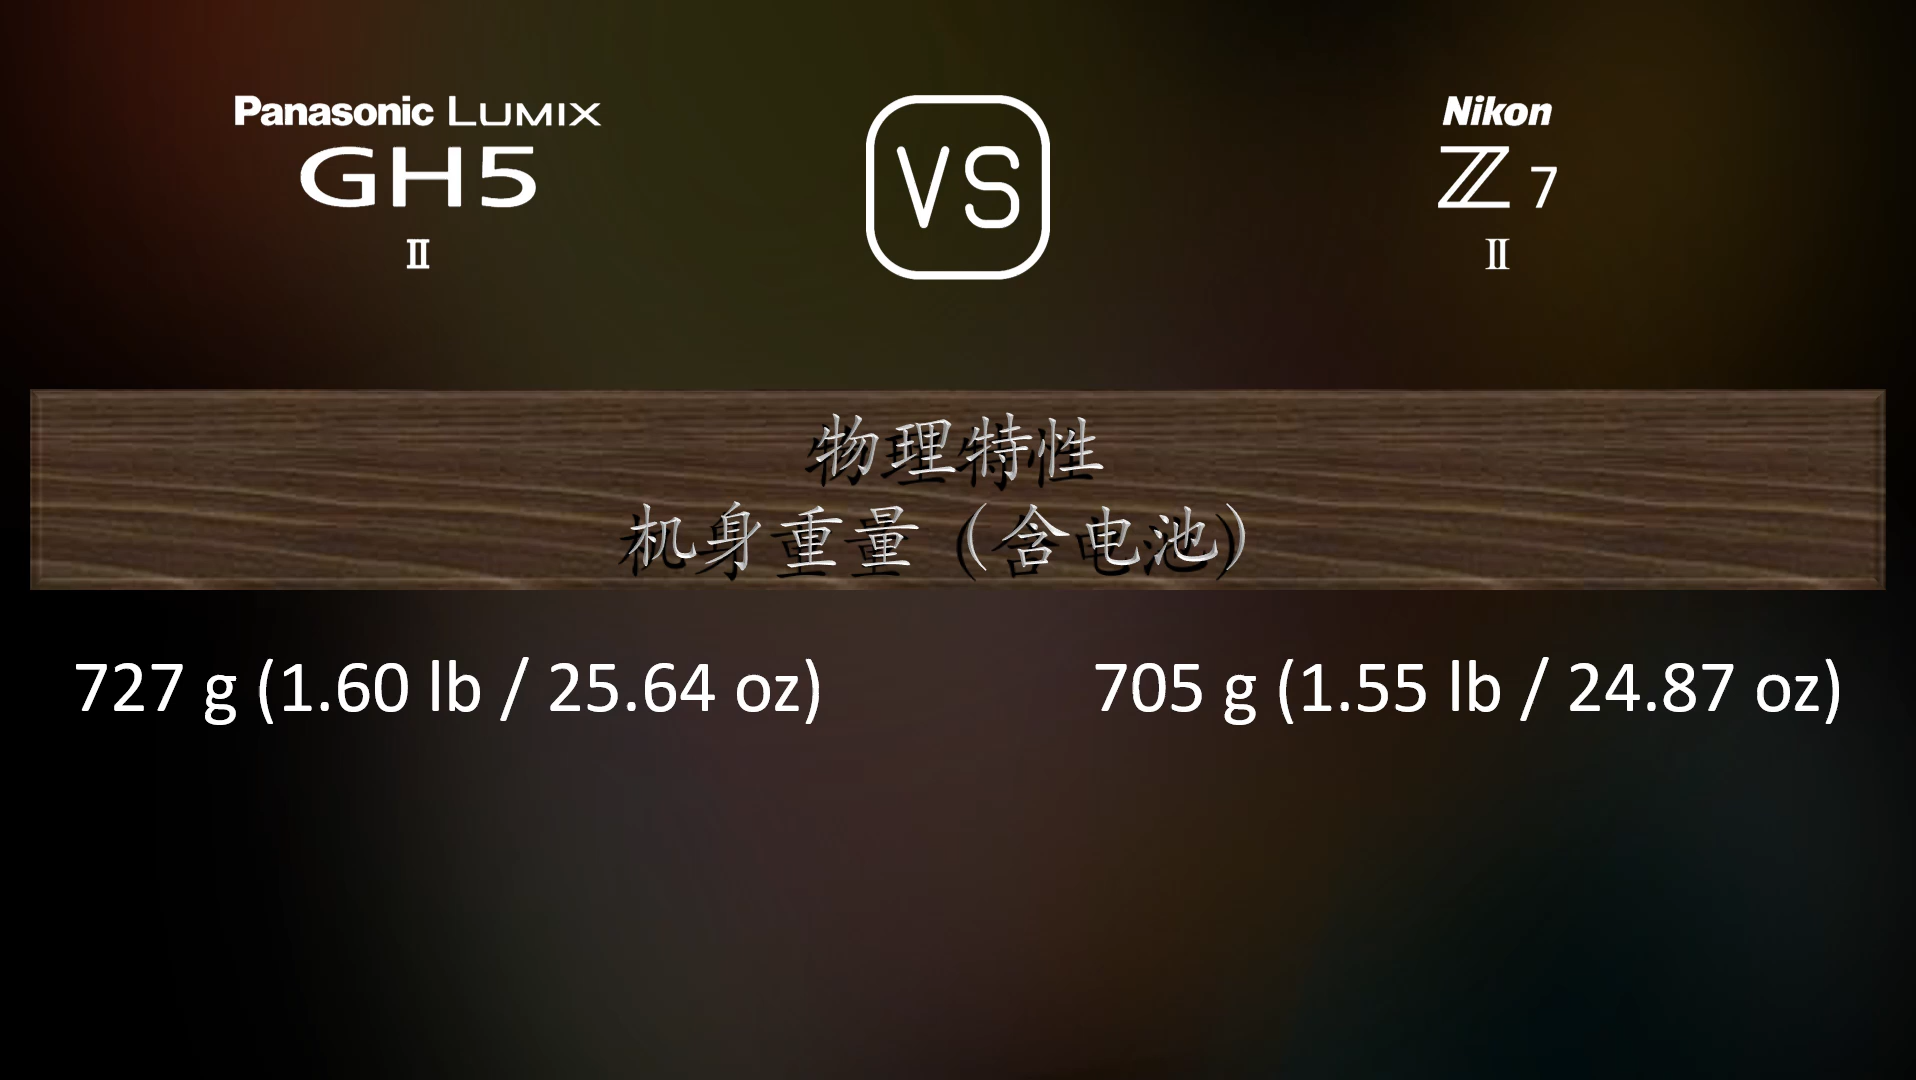 Panasonic LUMIX
GH5
II
VS
Nikon
Z 7
II
物理特性
机身重量（含电池）
727 g (1.60 lb / 25.64 oz)
705 g (1.55 lb / 24.87 oz)